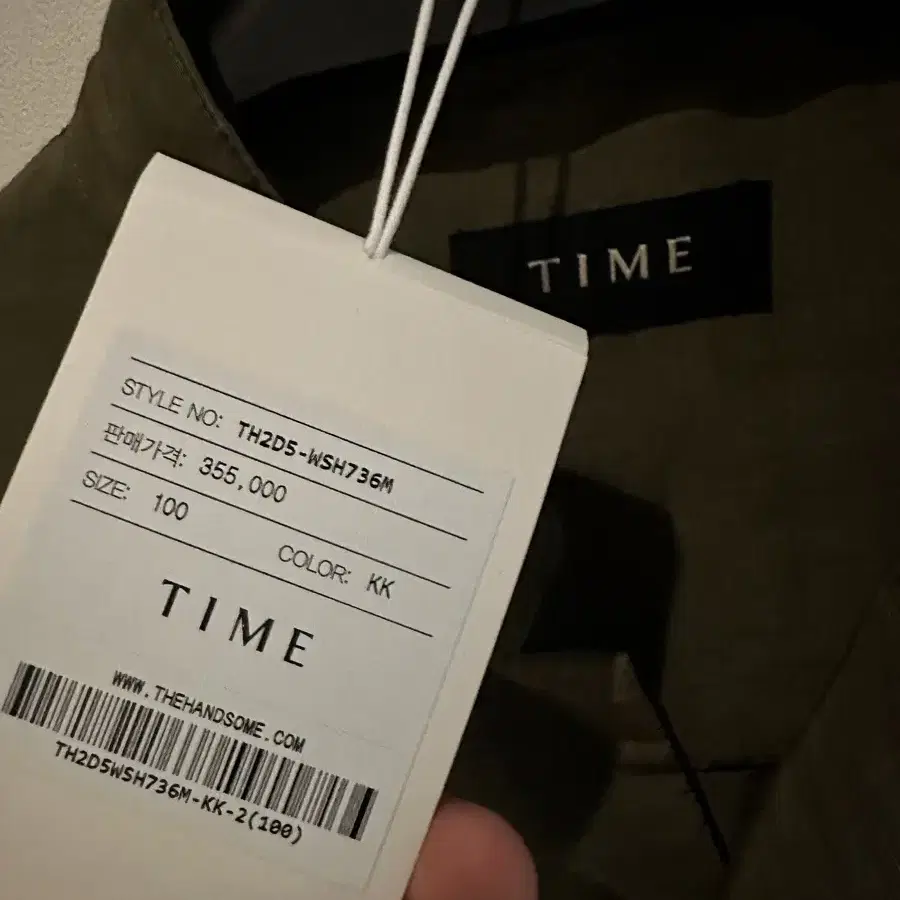 TIME
STYLE NO: TH2D5-WSH736M
판매가격: 355,000
SIZE: 100 COLOR: KK
TIME
WWW.THEHANDSOME.COM
TH2D5WSH736M-KK-2(100)